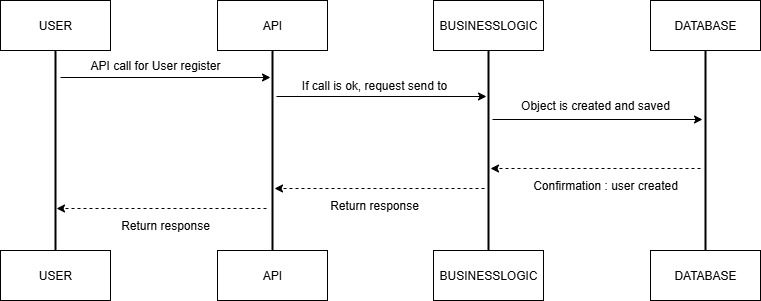 USER
API
BUSINESSLOGIC
DATABASE
API call for User register
If call is ok, request send to
Object is created and saved
Confirmation : user created
Return response
Return response
USER
API
BUSINESSLOGIC
DATABASE